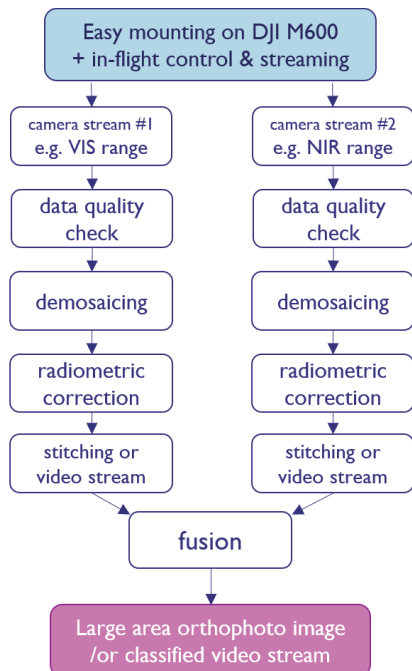 Easy mounting on DJI M600
+ in-flight control & streaming
camera stream #1
e.g. VIS range
camera stream #2
e.g. NIR range
data quality
check
data quality
check
demosaicing
demosaicing
radiometric
correction
radiometric
correction
stitching or
video stream
stitching or
video stream
fusion
Large area orthophoto image
/or classified video stream